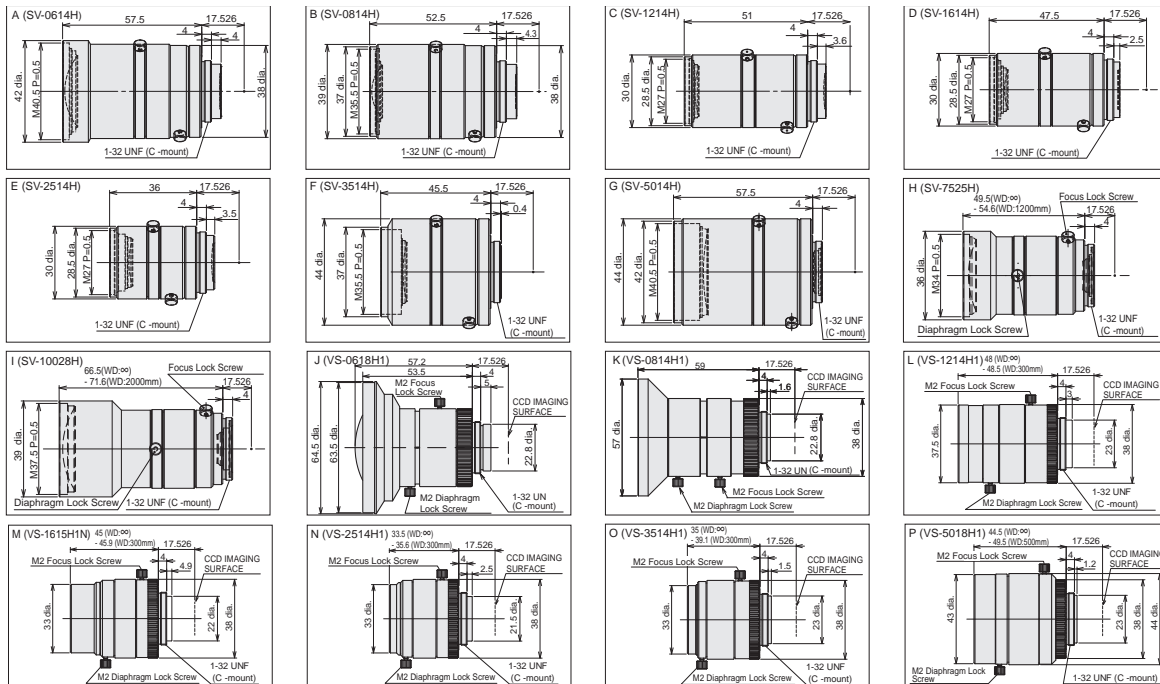 A (SV-0614H)
57.5
17.526
4
4
42 dia.
M40.5 P=0.5
38 dia.
1-32 UNF (C -mount)
B (SV-0814H)
52.5
17.526
4
4.3
39 dia.
37 dia.
M35.5 P=0.5
38 dia.
1-32 UNF (C -mount)
C (SV-1214H)
51
17.526
4
3.6
30 dia.
28.5 dia.
M27 P=0.5
1-32 UNF (C -mount)
D (SV-1614H)
47.5
17.526
4
2.5
30 dia.
28.5 dia.
M27 P=0.5
1-32 UNF (C -mount)
E (SV-2514H)
36
17.526
4
3.5
30 dia.
28.5 dia.
M27 P=0.5
1-32 UNF (C -mount)
F (SV-3514H)
45.5
17.526
4
0.4
44 dia.
37 dia.
M35.5 P=0.5
1-32 UNF
(C -mount)
G (SV-5014H)
57.5
17.526
4
44 dia.
42 dia.
M40.5 P=0.5
1-32 UNF
(C -mount)
H (SV-7525H)
49.5(WD:∞)
- 54.6(WD:1200mm)
Focus Lock Screw
17.526
4
36 dia.
M34 P=0.5
Diaphragm Lock Screw
1-32 UNF
(C -mount)
I (SV-10028H)
66.5(WD:∞)
- 71.6(WD:2000mm)
Focus Lock Screw
17.526
4
39 dia.
M37.5 P=0.5
Diaphragm Lock Screw
1-32 UNF (C -mount)
J (VS-0618H1)
57.2
17.526
53.5
4
5
M2 Focus
Lock Screw
CCD IMAGING
SURFACE
64.5 dia.
63.5 dia.
22.8 dia.
M2 Diaphragm
Lock Screw
1-32 UN
(C -mount)
K (VS-0814H1)
59
17.526
4
1.6
CCD IMAGING
SURFACE
57 dia.
22.8 dia.
38 dia.
1-32 UN (C -mount)
M2 Focus Lock Screw
M2 Diaphragm Lock Screw
L (VS-1214H1)
48 (WD:∞)
- 48.5 (WD:300mm)
17.526
M2 Focus Lock Screw
4
3
CCD IMAGING
SURFACE
37.5 dia.
23 dia.
38 dia.
1-32 UNF
(C -mount)
M2 Diaphragm Lock Screw
M (VS-1615H1N)
45 (WD:∞)
- 45.9 (WD:300mm)
17.526
M2 Focus Lock Screw
4
4.9
CCD IMAGING
SURFACE
33 dia.
22 dia.
38 dia.
1-32 UNF
(C -mount)
M2 Diaphragm Lock Screw
N (VS-2514H1)
33.5 (WD:∞)
- 35.6 (WD:300mm)
17.526
M2 Focus Lock Screw
4
2.5
CCD IMAGING
SURFACE
33 dia.
21.5 dia.
38 dia.
1-32 UNF
(C -mount)
M2 Diaphragm Lock Screw
O (VS-3514H1)
35 (WD:∞)
- 39.1 (WD:300mm)
17.526
M2 Focus Lock Screw
4
1.5
CCD IMAGING
SURFACE
33 dia.
23 dia.
38 dia.
1-32 UNF
(C -mount)
M2 Diaphragm Lock Screw
P (VS-5018H1)
44.5 (WD:∞)
- 49.5 (WD:500mm)
17.526
M2 Focus Lock Screw
4
1.2
CCD IMAGING
SURFACE
43 dia.
23 dia.
38 dia.
44 dia.
M2 Diaphragm Lock
Screw
1-32 UNF (C -mount)